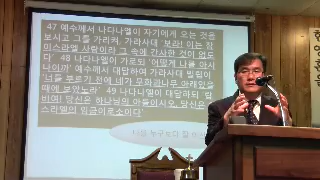 47 예수께서 나다나엘이 자기에게 오는 것을
보시고 그를 가리켜, 가라사대 '보라! 이는 참
이스라엘 사람이라 그 속에 간사한 것이 없도
다' 48 나다나엘이 가로되 '어떻게 나를 아시
나이까' 예수께서 대답하여 가라사대 빌립이
'너를 부르기 전에 네가 무화과나무 아래있을
때에 보았노라' 49 나다나엘이 대답하되 '랍
비여! 당신은 하나님의 아들이시요, 당신은
스라엘의 임금이로소이다'
나를 누구보다 잘